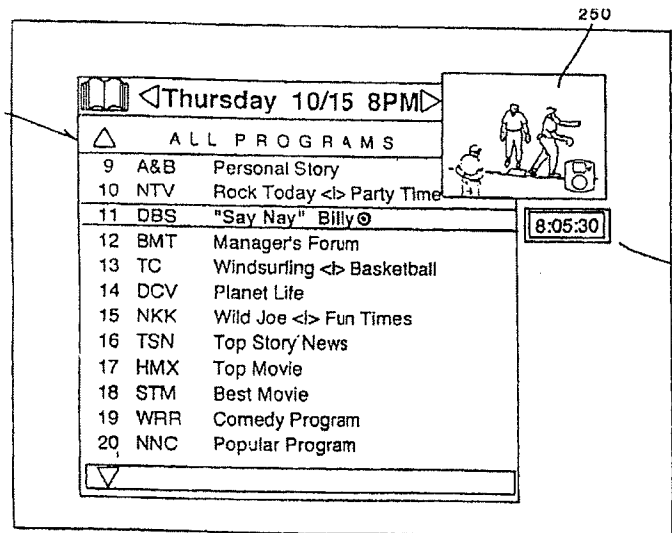 250
Thursday 10/15 8PM
ALL PROGRAMS
9 A&B Personal Story
10 NTV Rock Today <I> Party Time
11 DBS "Say Nay" Billy
8:05:30
12 BMT Manager's Forum
13 TC Windsurfing <I> Basketball
14 DCV Planet Life
15 NKK Wild Joe <I> Fun Times
16 TSN Top Story News
17 HMX Top Movie
18 STM Best Movie
19 WRR Comedy Program
20 NNC Popular Program